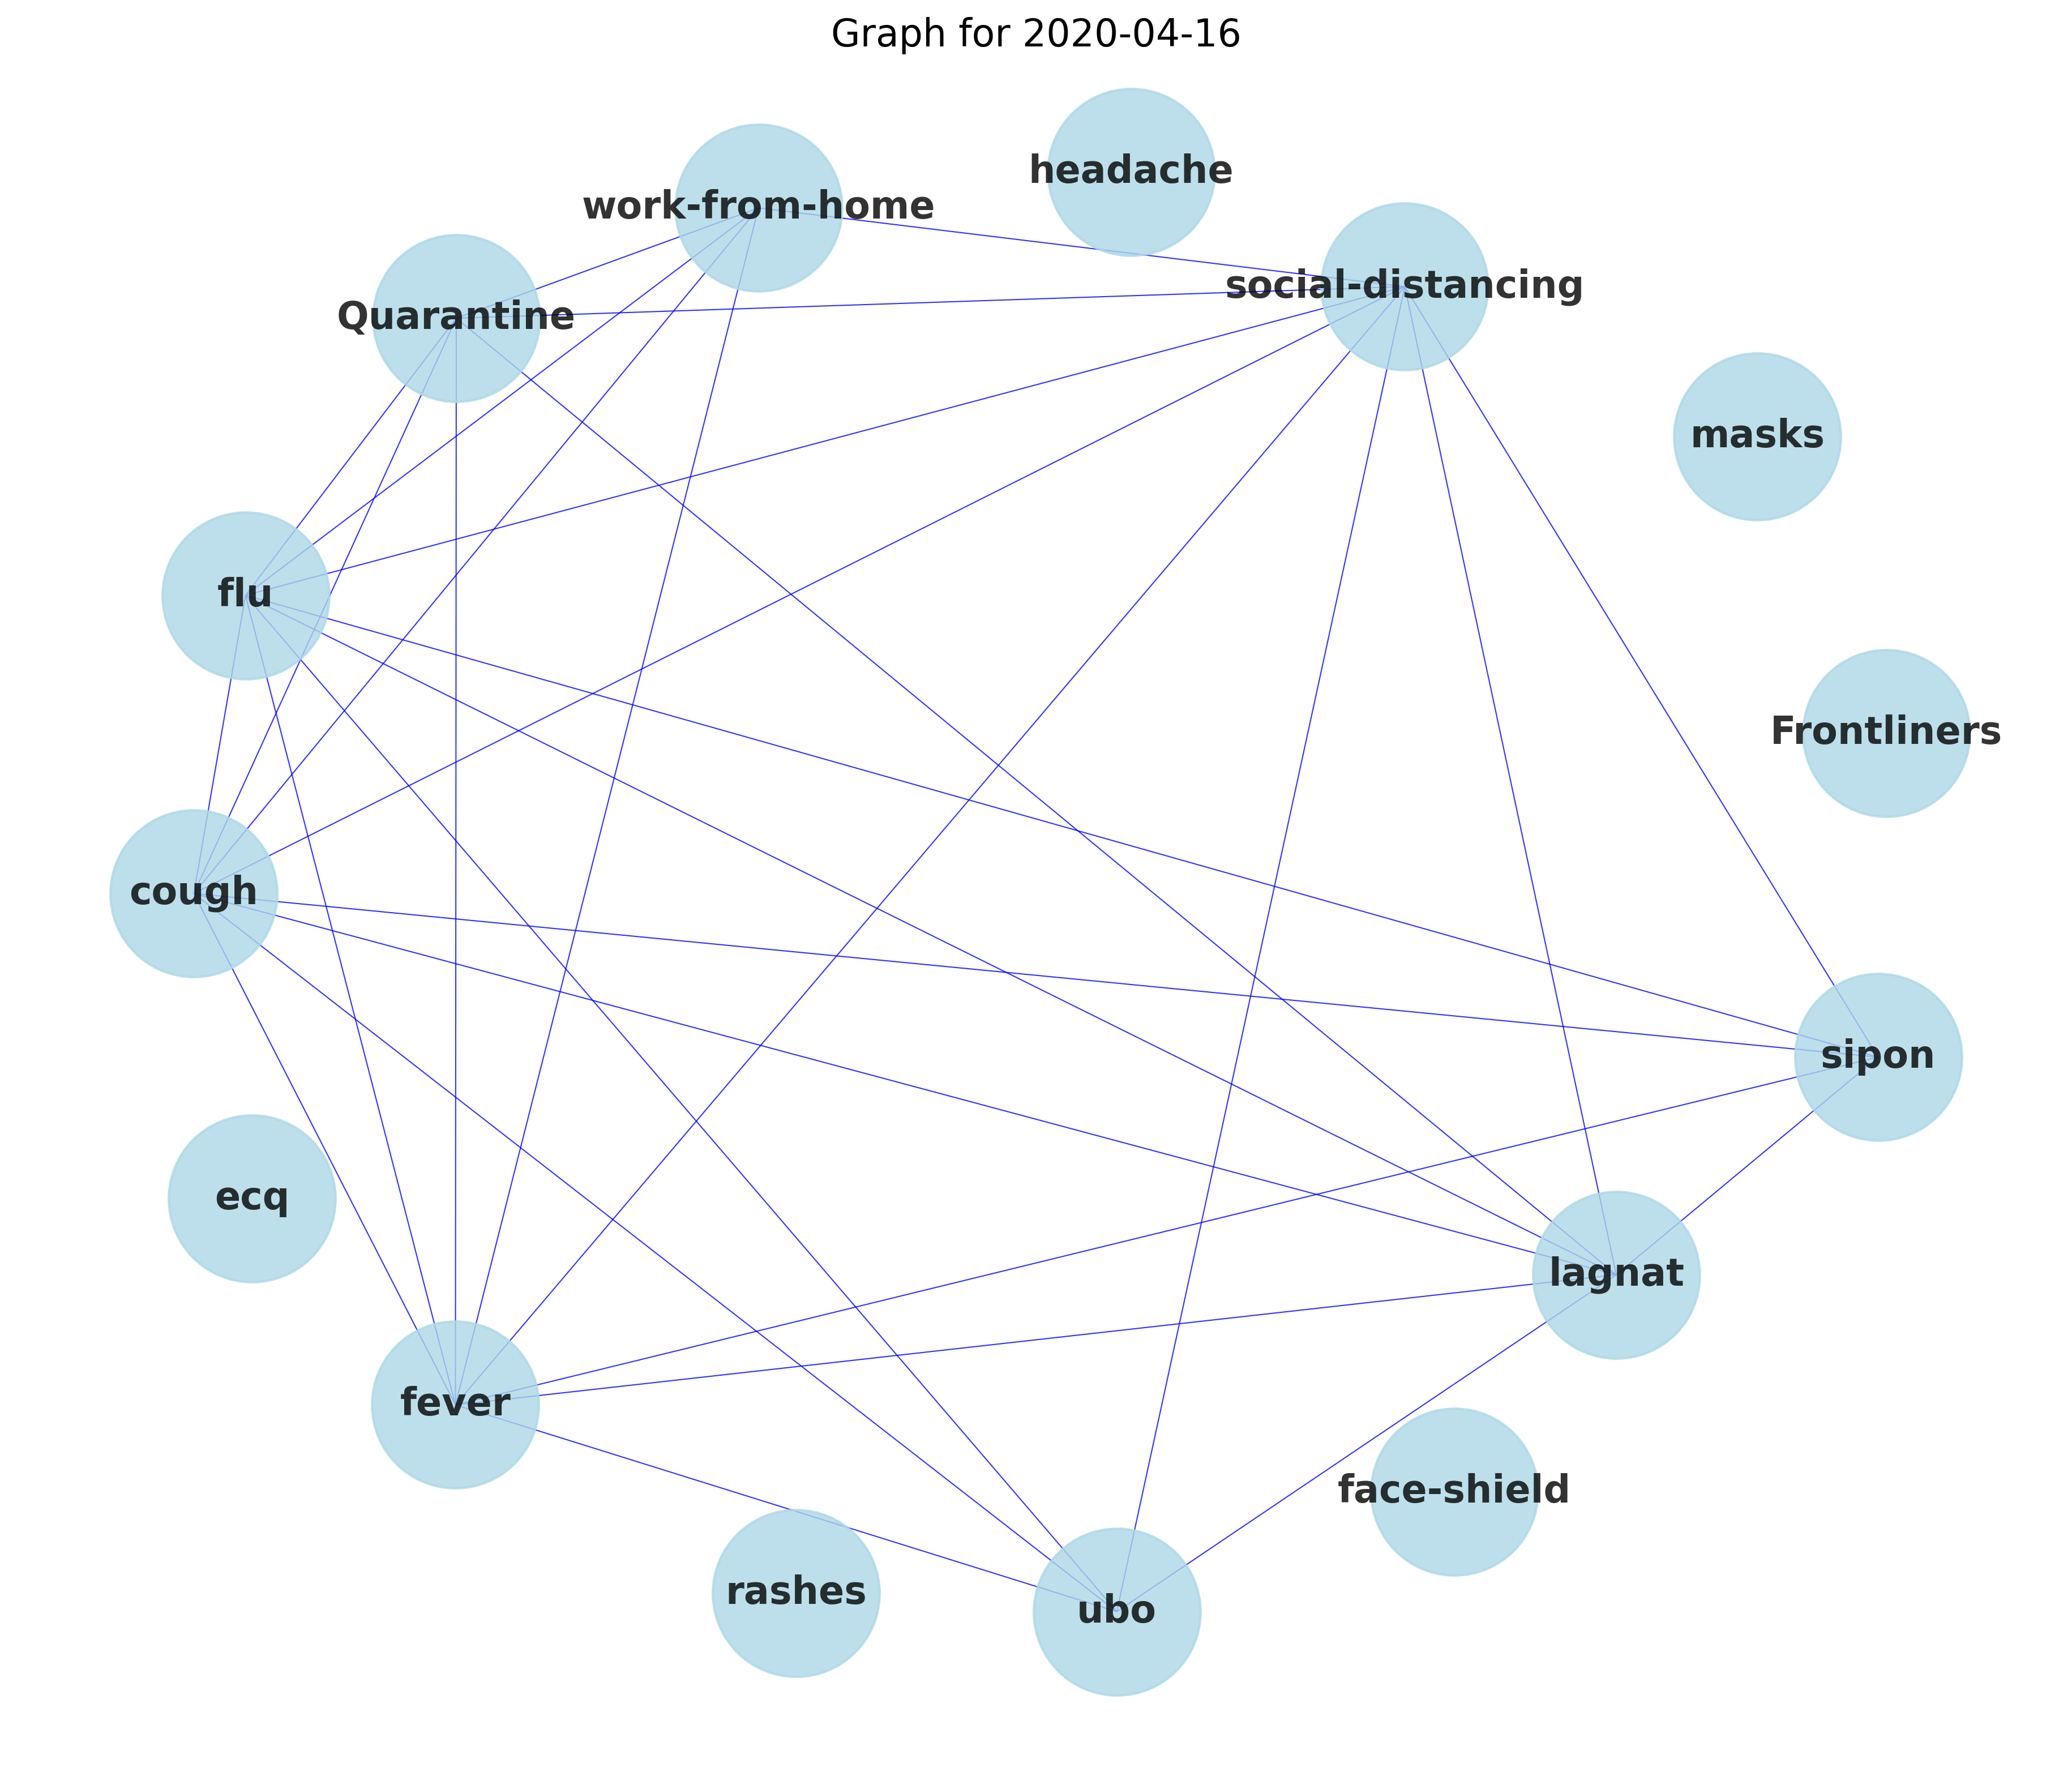 Graph for 2020-04-16
headache
work-from-home
social-distancing
Quarantine
masks
flu
Frontliners
cough
sipon
ecq
lagnat
fever
face-shield
rashes
ubo